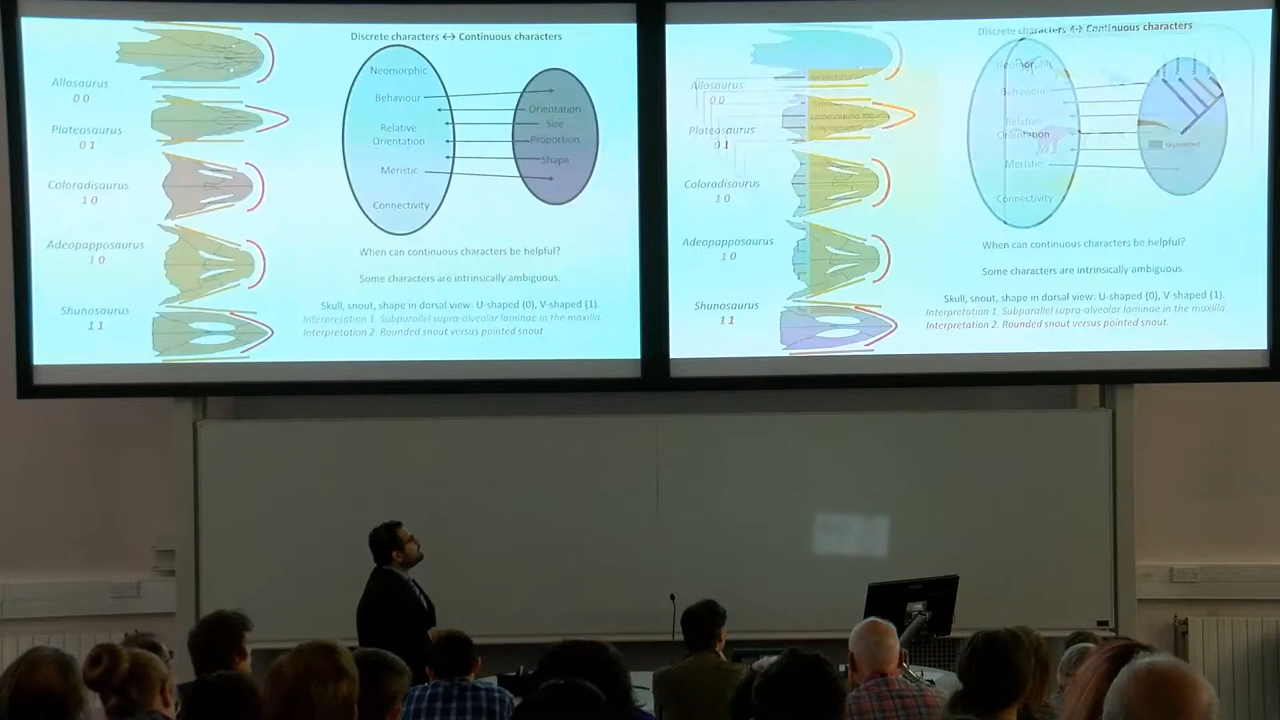 Discrete characters ↔ Continuous characters
Allosaurus
0 0
Plateosaurus
0 1
Coloradisaurus
1 0
Adeopapposaurus
1 0
Shunosaurus
1 1
Neomorphic
Behaviour
Relative
Orientation
Meristic
Connectivity
Orientation
Size
Proportion
Shape
When can continuous characters be helpful?
Some characters are intrinsically ambiguous.
Skull, snout, shape in dorsal view: U-shaped (0), V-shaped (1).
Interpretation 1. Subparallel supra-alveolar laminae in the maxilla.
Interpretation 2. Rounded snout versus pointed snout
Discrete characters ↔ Continuous characters
Allosaurus
0 0
Plateosaurus
0 1
Coloradisaurus
1 0
Adeopapposaurus
1 0
Shunosaurus
1 1
Neomorphic
Behaviour
Relative
Orientation
Meristic
Connectivity
When can continuous characters be helpful?
Some characters are intrinsically ambiguous.
Skull, snout, shape in dorsal view: U-shaped (0), V-shaped (1).
Interpretation 1. Subparallel supra-alveolar laminae in the maxilla.
Interpretation 2. Rounded snout versus pointed snout.